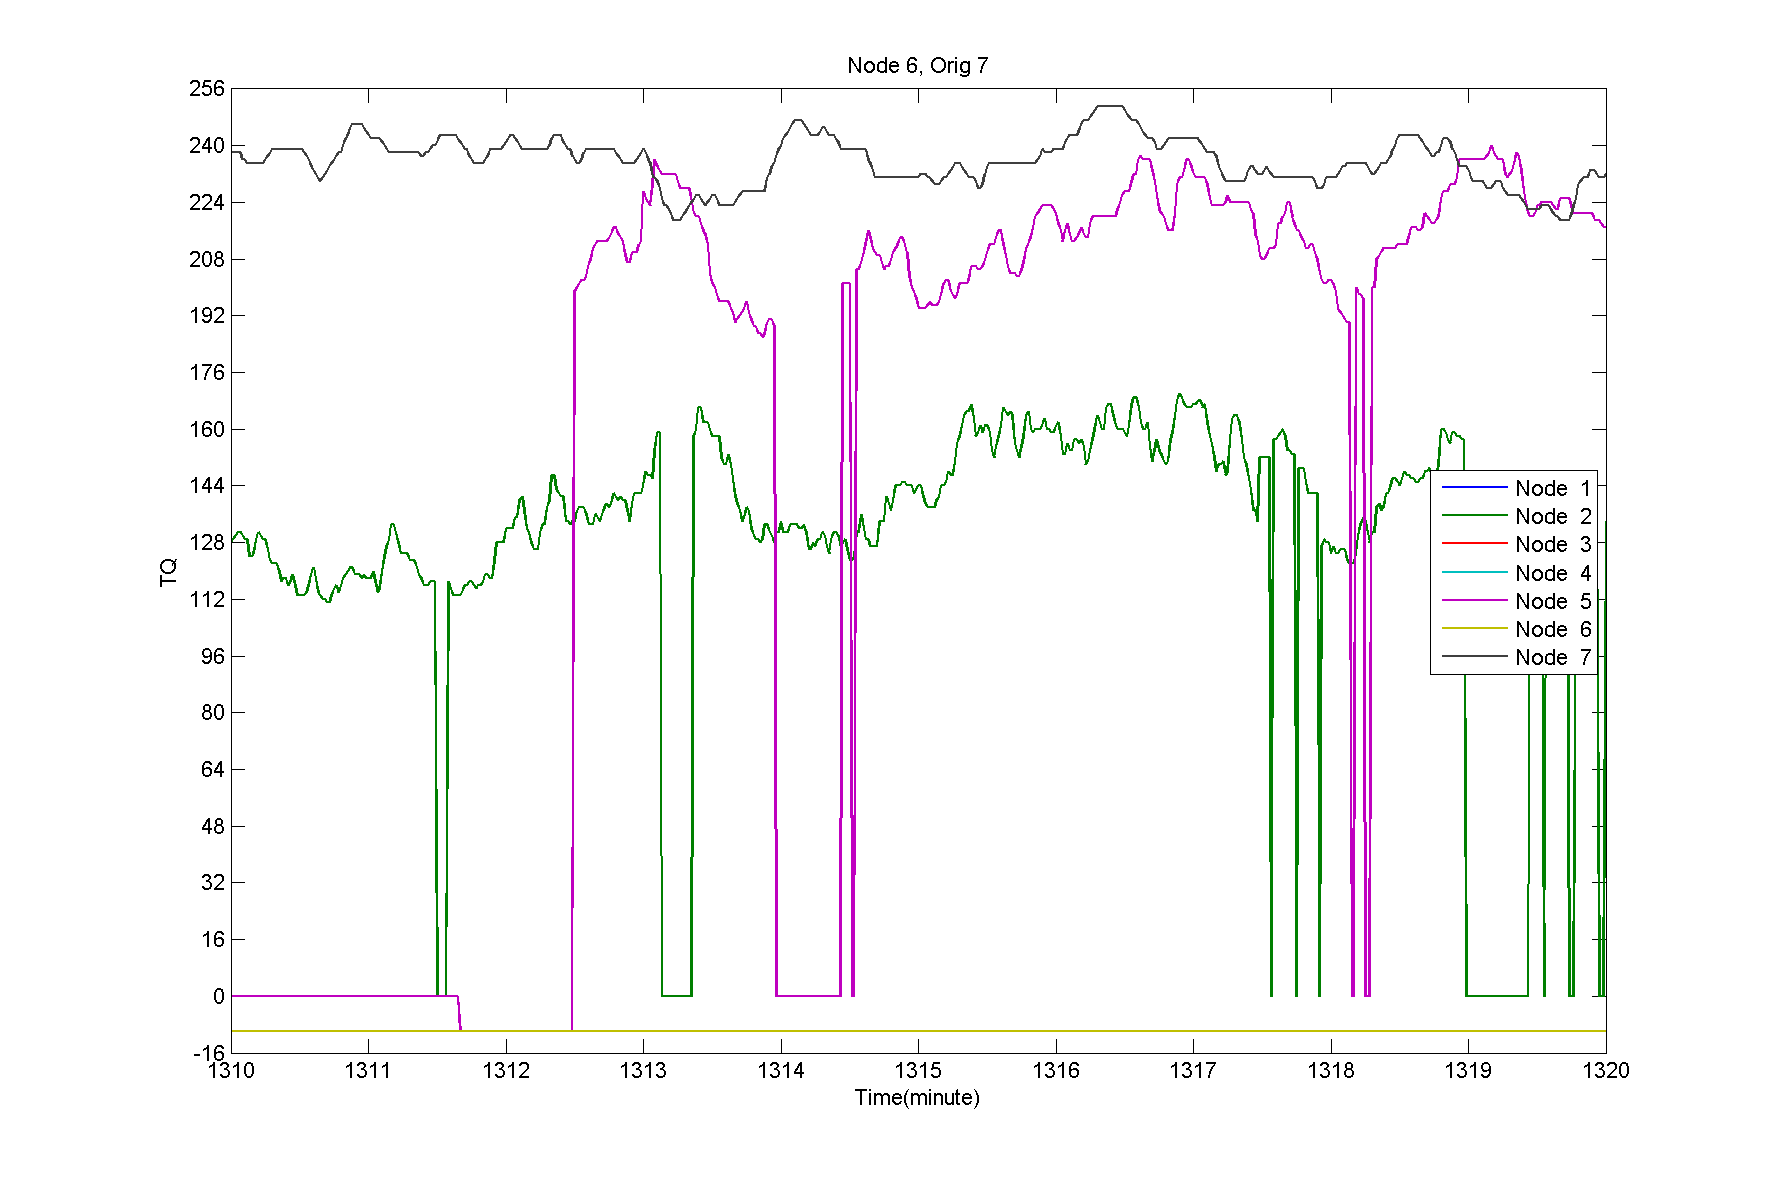 Node 6, Orig 7
256
240
224
208
192
176
160
144
128
112
96
80
64
48
32
16
0
-16
TQ
Node 1
Node 2
Node 3
Node 4
Node 5
Node 6
Node 7
1310 1311 1312 1313 1314 1315 1316 1317 1318 1319 1320
Time(minute)